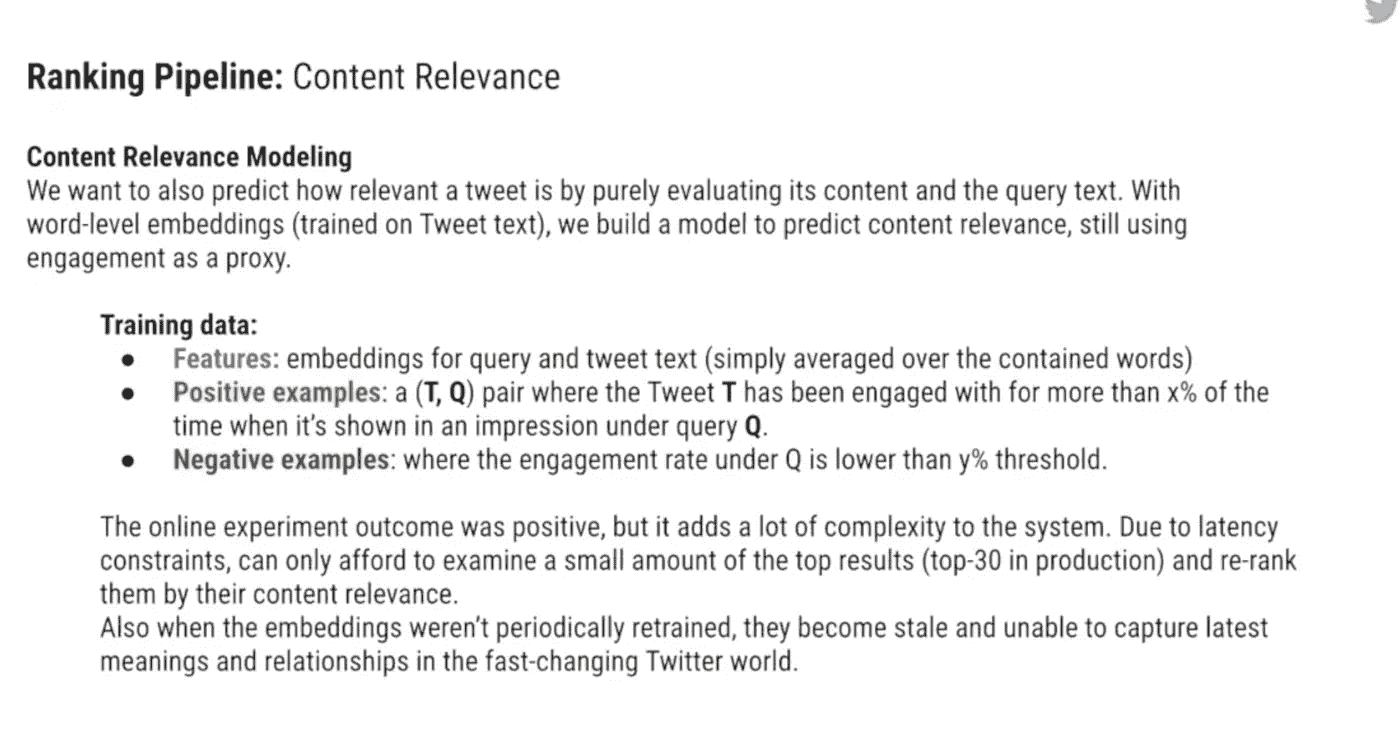 Ranking Pipeline: Content Relevance
Content Relevance Modeling
We want to also predict how relevant a tweet is by purely evaluating its content and the query text. With
word-level embeddings (trained on Tweet text), we build a model to predict content relevance, still using
engagement as a proxy.
Training data:
● Features: embeddings for query and tweet text (simply averaged over the contained words)
● Positive examples: a (T, Q) pair where the Tweet T has been engaged with for more than x% of the
time when it's shown in an impression under query Q.
● Negative examples: where the engagement rate under Q is lower than y% threshold.
The online experiment outcome was positive, but it adds a lot of complexity to the system. Due to latency
constraints, can only afford to examine a small amount of the top results (top-30 in production) and re-rank
them by their content relevance.
Also when the embeddings weren't periodically retrained, they become stale and unable to capture latest
meanings and relationships in the fast-changing Twitter world.